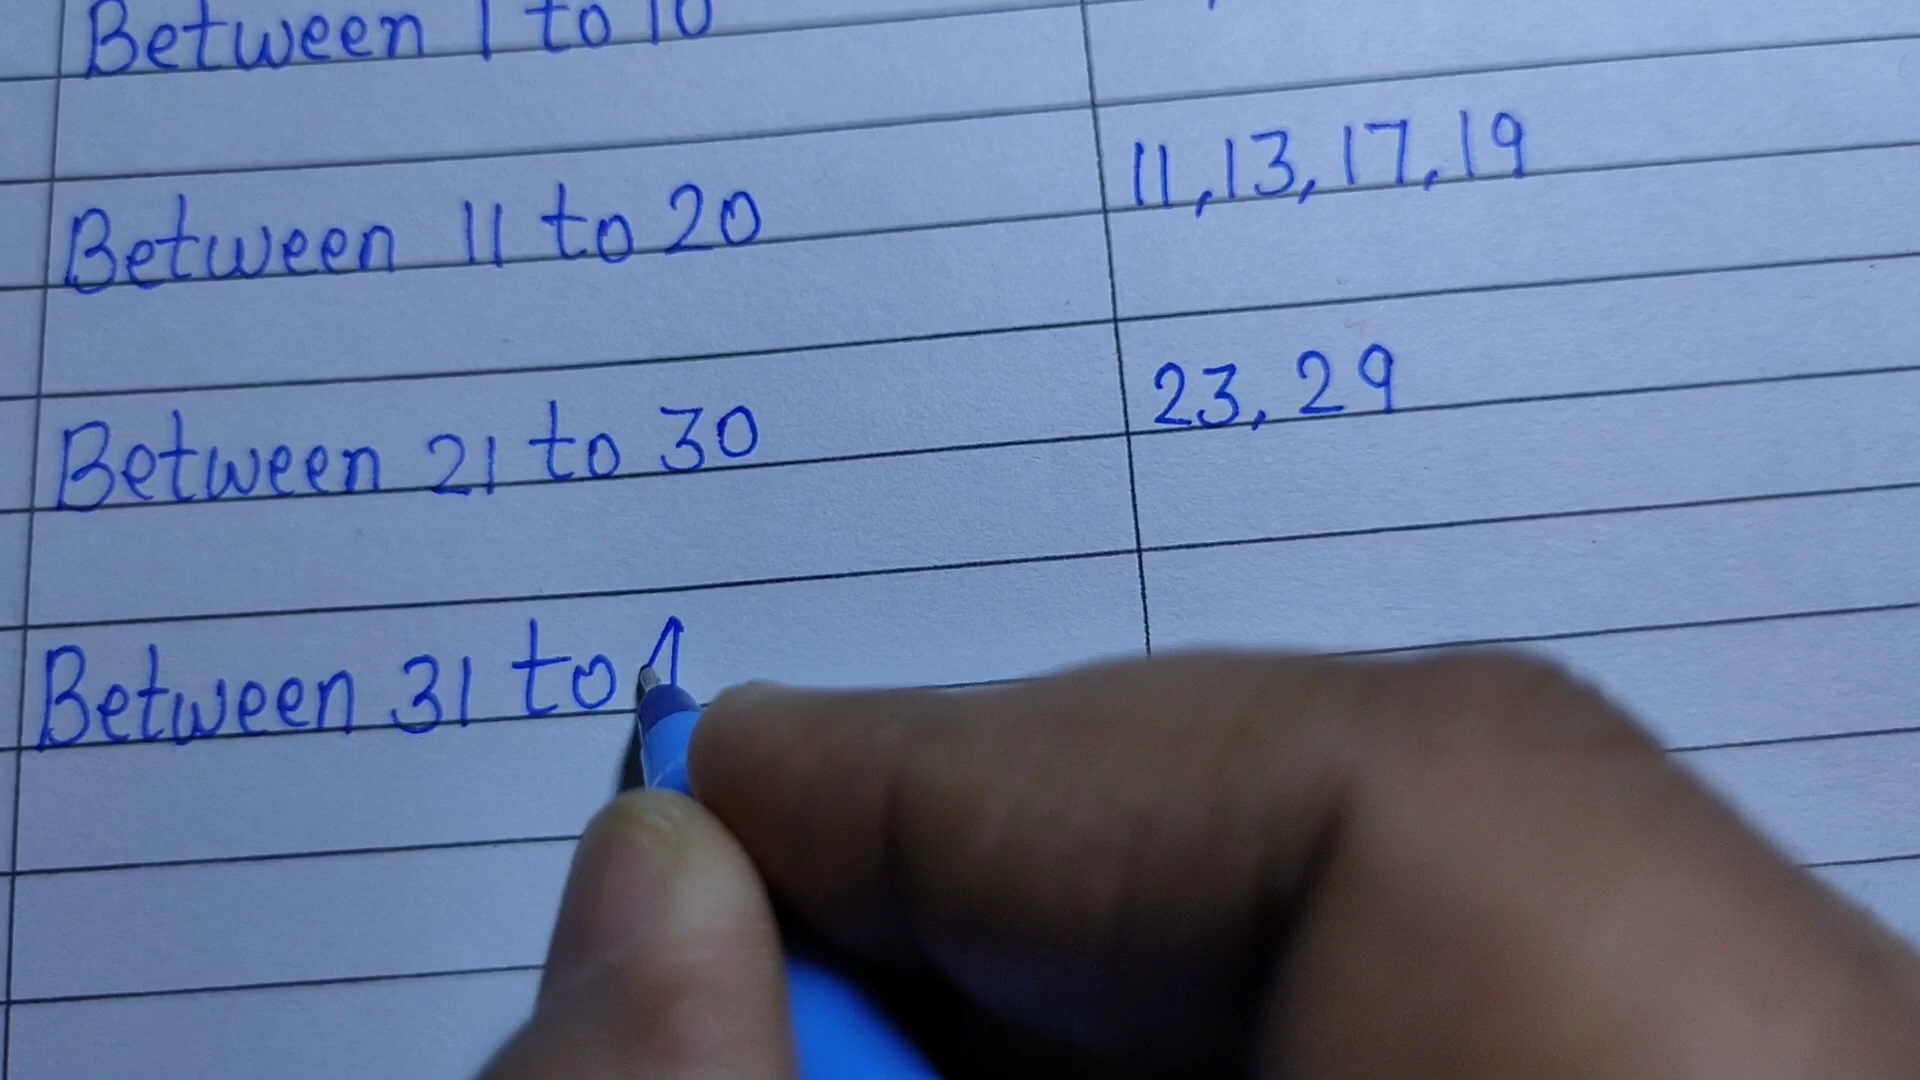 Between 1 to 10
Between 11 to 20 11, 13, 17, 19
Between 21 to 30 23, 29
Between 31 to